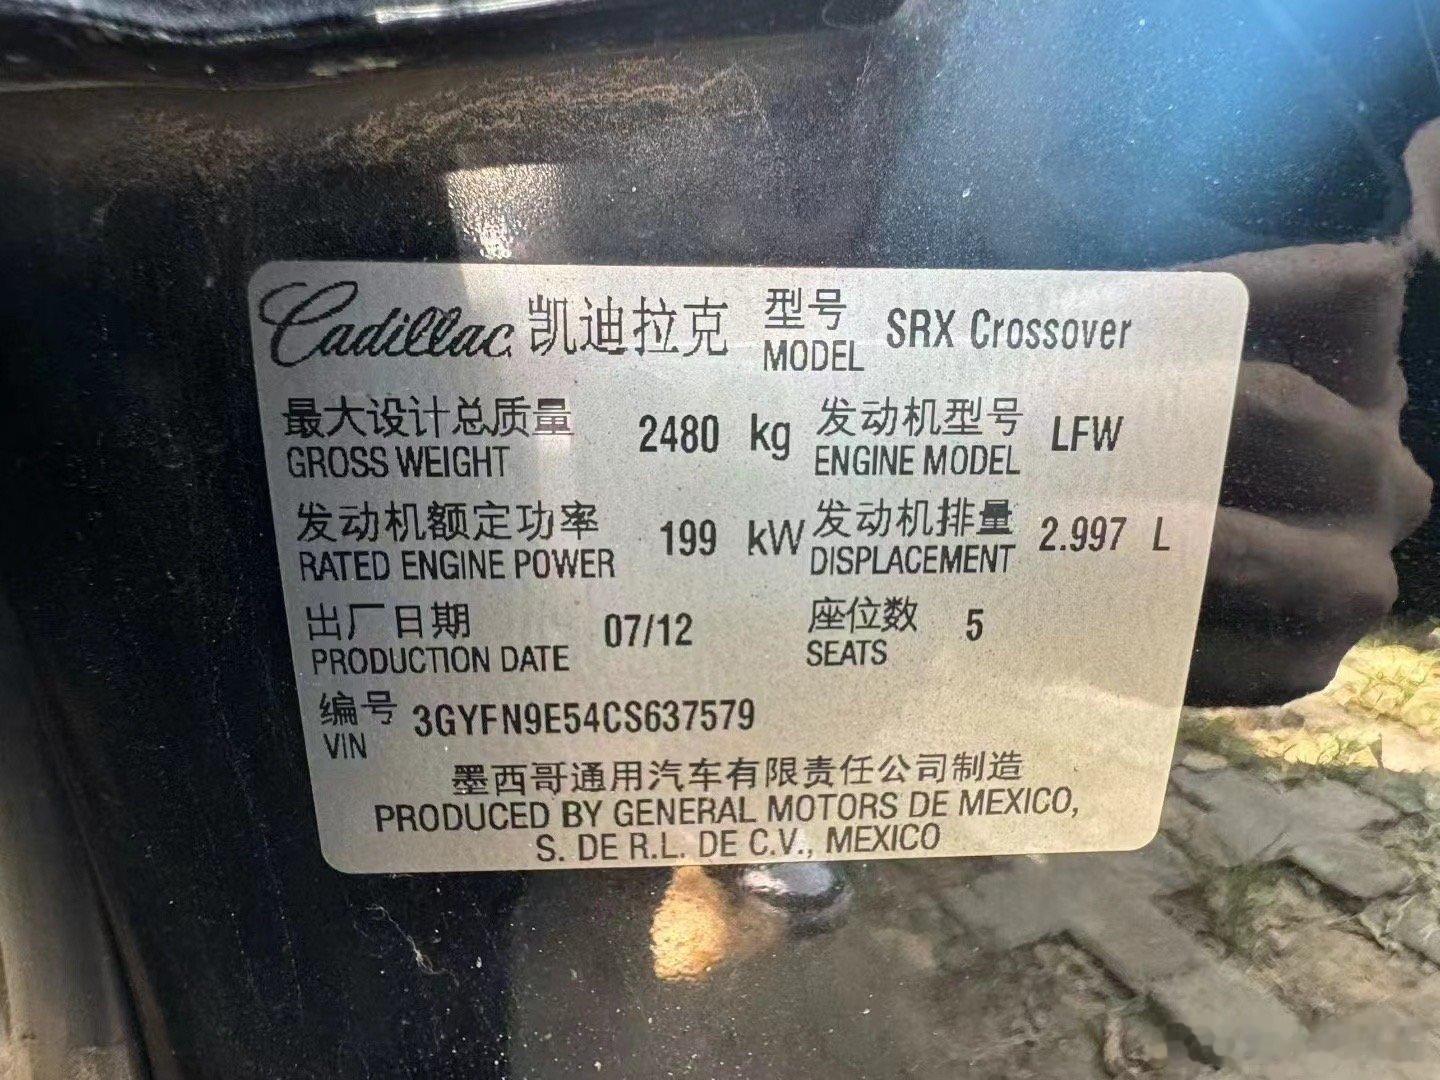 Cadillac 凯迪拉克 型号 MODEL SRX Crossover
最大设计总质量 GROSS WEIGHT 2480 kg 发动机型号 ENGINE MODEL LFW
发动机额定功率 RATED ENGINE POWER 199 kW 发动机排量 DISPLACEMENT 2.997 L
出厂日期 PRODUCTION DATE 07/12 座位数 SEATS 5
编号 VIN 3GYFN9E54CS637579
墨西哥通用汽车有限责任公司制造
PRODUCED BY GENERAL MOTORS DE MEXICO,
S. DE R.L. DE C.V., MEXICO